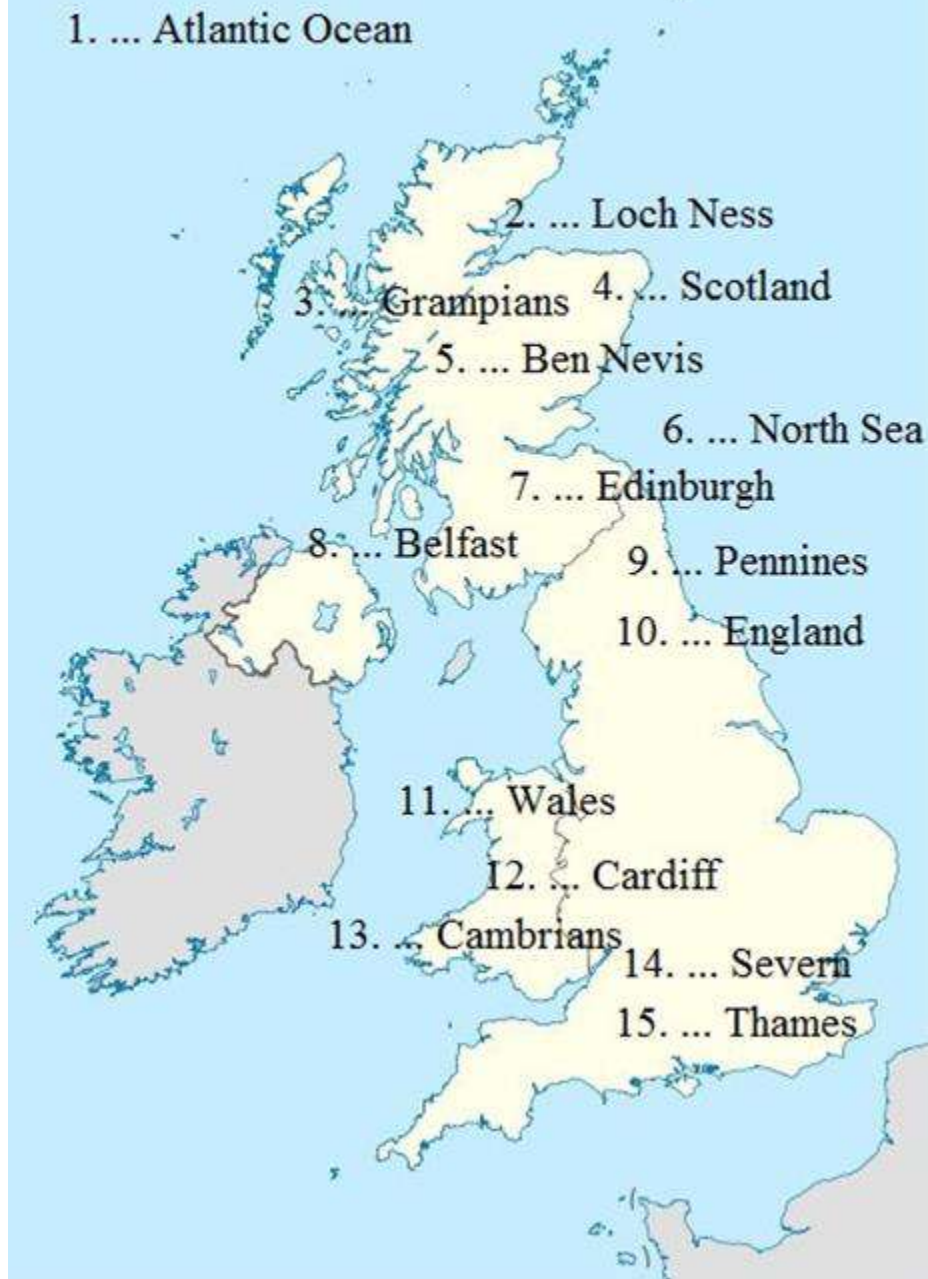 1. ... Atlantic Ocean
2. ... Loch Ness
3. ... Grampians
4. ... Scotland
5. ... Ben Nevis
6. ... North Sea
7. ... Edinburgh
8. ... Belfast
9. ... Pennines
10. ... England
11. ... Wales
12. ... Cardiff
13. ... Cambrians
14. ... Severn
15. ... Thames